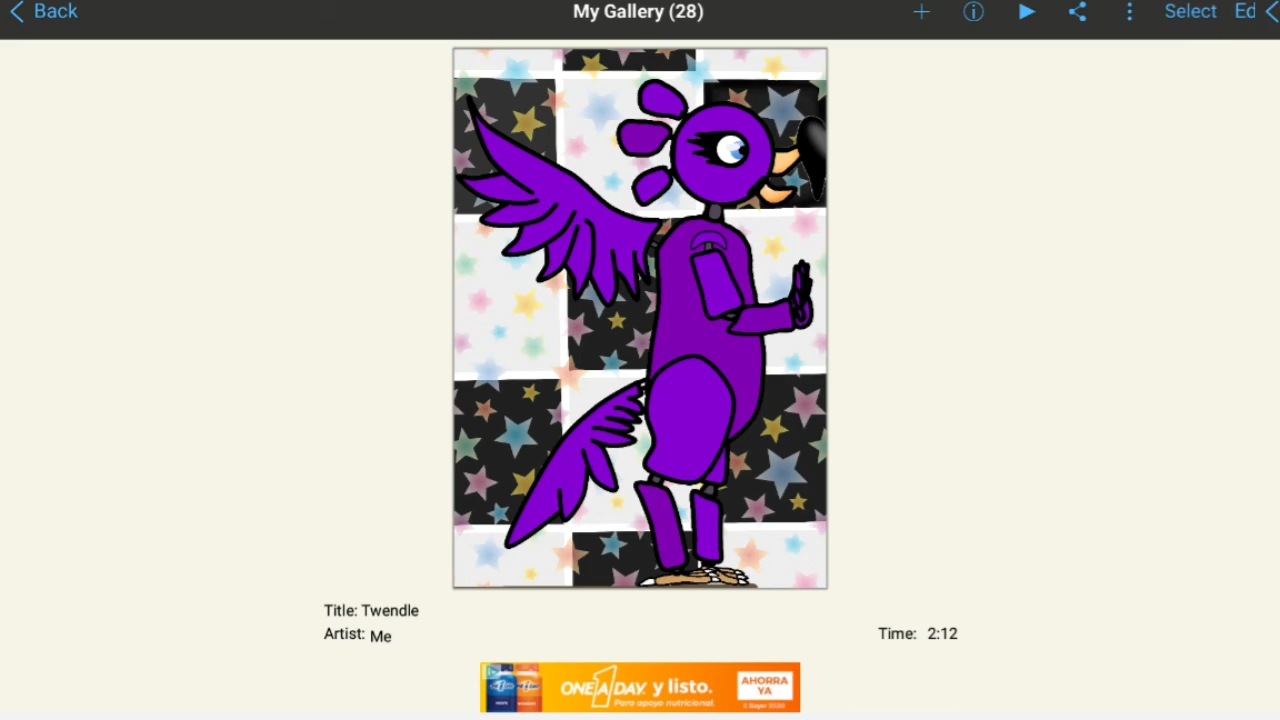 Back
My Gallery (28)
Select
Ed
Title: Twendle
Artist: Me
Time: 2:12
ONE A DAY. y listo.
Para apoyo nutricional.
AHORRA
YA